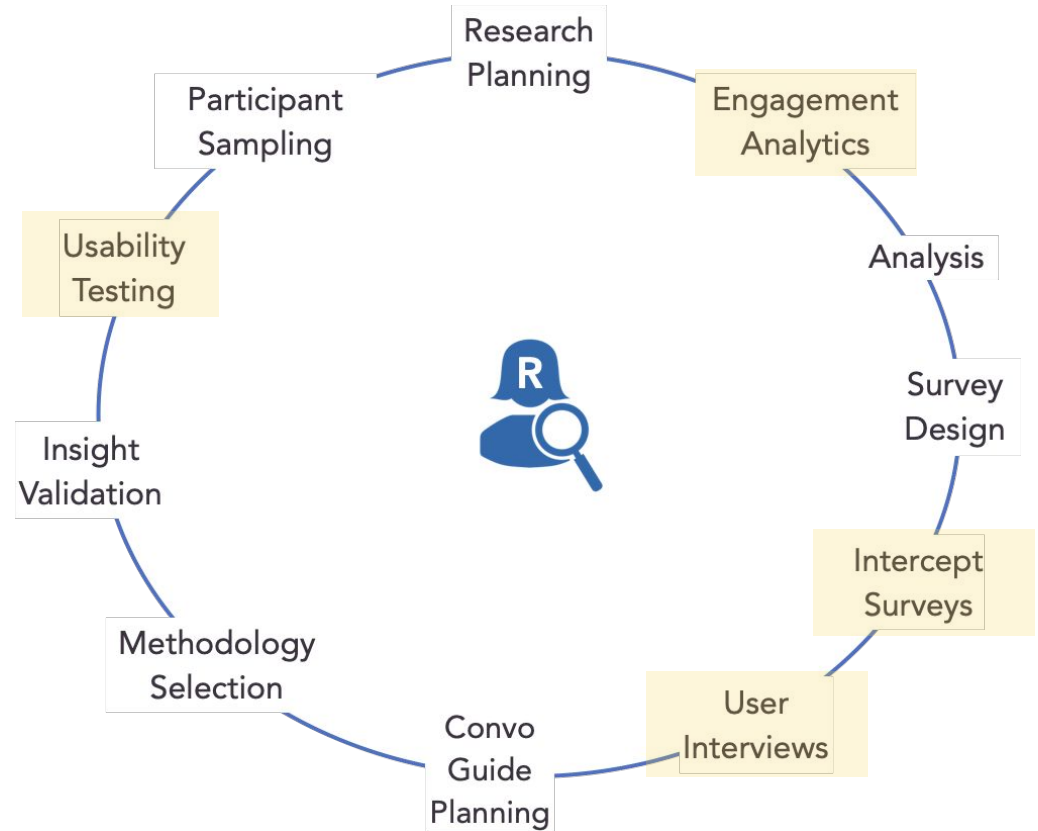 Research
Planning
Engagement
Analytics
Analysis
Survey
Design
Intercept
Surveys
User
Interviews
Convo
Guide
Planning
Methodology
Selection
Insight
Validation
Usability
Testing
Participant
Sampling
R